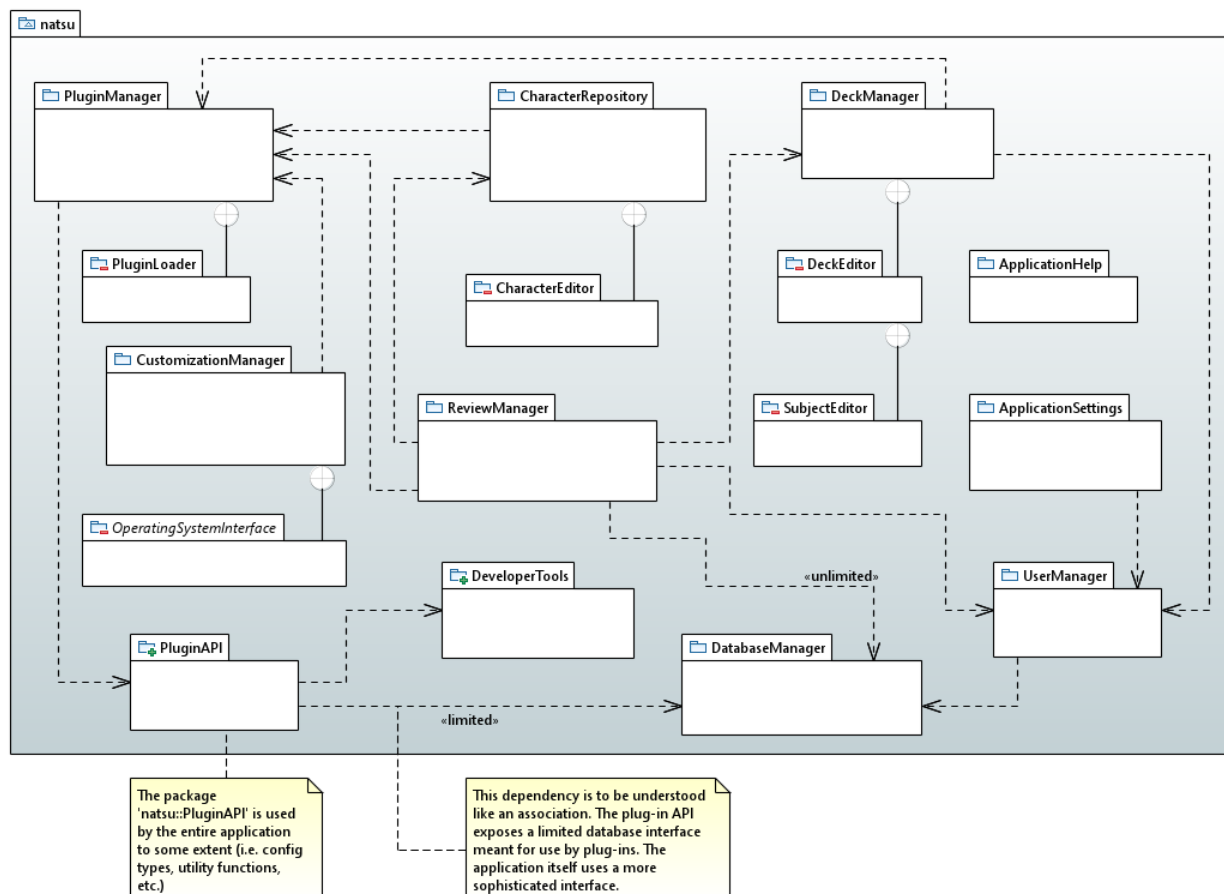 natsu
PluginManager
CharacterRepository
DeckManager
PluginLoader
CharacterEditor
DeckEditor
ApplicationHelp
CustomizationManager
ReviewManager
SubjectEditor
ApplicationSettings
OperatingSystemInterface
DeveloperTools
«unlimited»
UserManager
PluginAPI
DatabaseManager
«limited»
The package
'natsu::PluginAPI' is used
by the entire application
to some extent (i.e. config
types, utility functions,
etc.)
This dependency is to be understood
like an association. The plug-in API
exposes a limited database interface
meant for use by plug-ins. The
application itself uses a more
sophisticated interface.